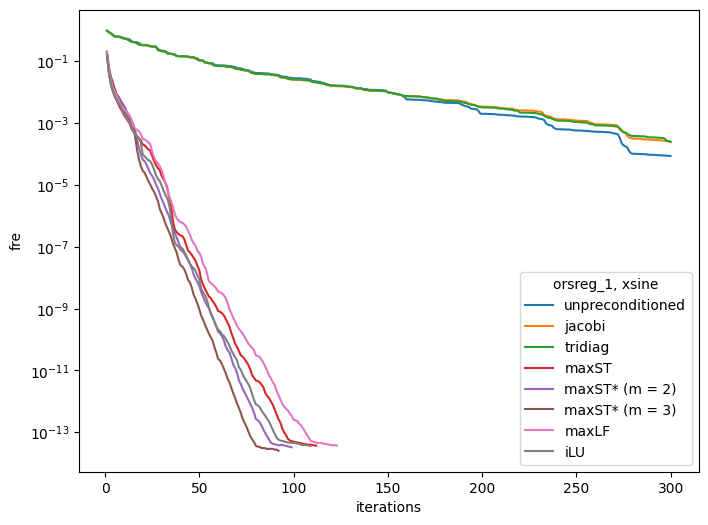 10⁻¹
10⁻³
10⁻⁵
10⁻⁷
10⁻⁹
10⁻¹¹
10⁻¹³
fre
0
50
100
150
200
250
300
iterations
orsreg_1, xsine
unpreconditioned
jacobi
tridiag
maxST
maxST* (m = 2)
maxST* (m = 3)
maxLF
iLU